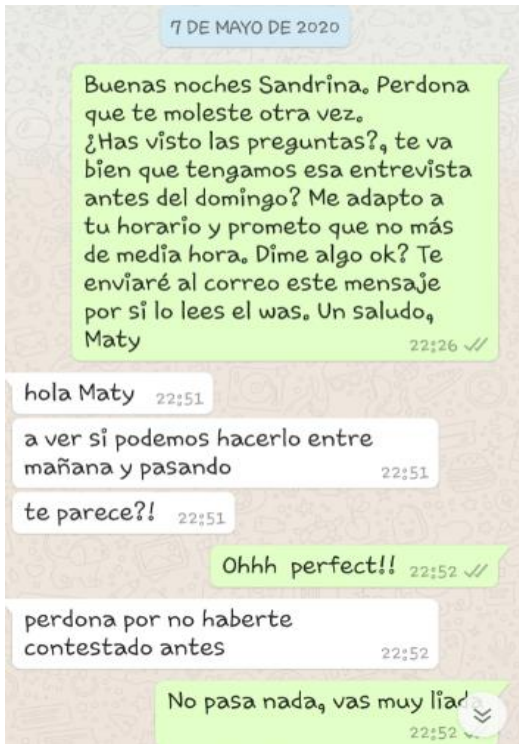 7 DE MAYO DE 2020
Buenas noches Sandrina. Perdona
que te moleste otra vez.
¿Has visto las preguntas?, te va
bien que tengamos esa entrevista
antes del domingo? Me adapto a
tu horario y prometo que no más
de media hora. Dime algo ok? Te
enviaré al correo este mensaje
por si lo lees el was. Un saludo,
Maty 22:26
hola Maty 22:51
a ver si podemos hacerlo entre
mañana y pasando 22:51
te parece?! 22:51
Ohhh perfect!! 22:52
perdona por no haberte
contestado antes 22:52
No pasa nada, vas muy liada
22:52